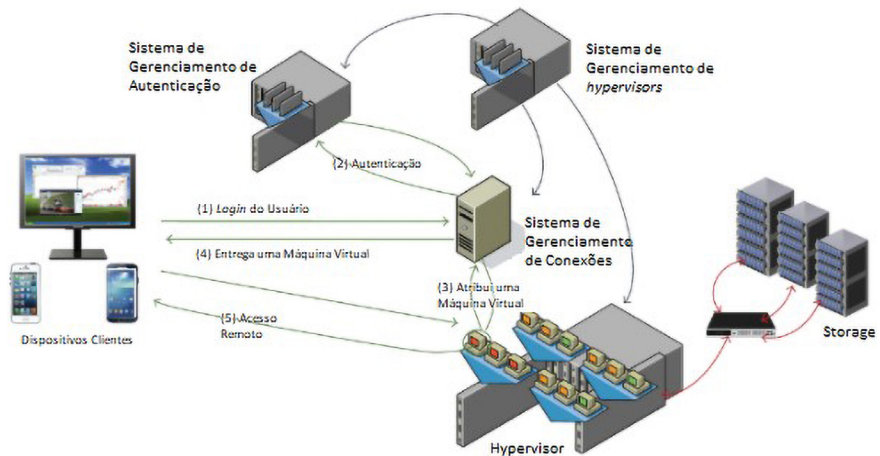 Sistema de
Gerenciamento de
Autenticação
Sistema de
Gerenciamento de
hypervisors
(2) Autenticação
(1) Login do Usuário
Sistema de
Gerenciamento
de Conexões
(4) Entrega uma Máquina Virtual
(3) Atribui uma
Máquina Virtual
(5) Acesso
Remoto
Dispositivos Clientes
Storage
Hypervisor